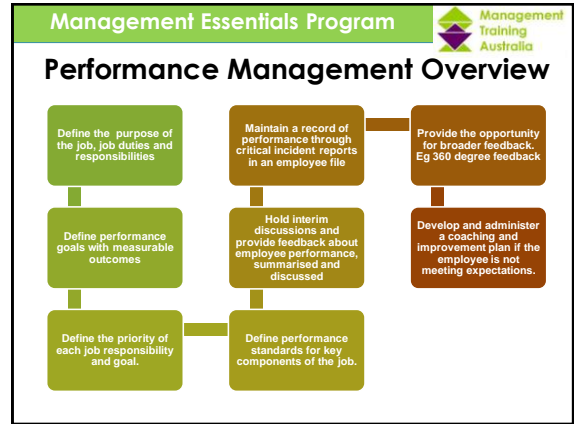 Management Essentials Program
Management
Training
Australia
Performance Management Overview
Define the purpose of
the job, job duties and
responsibilities
Define performance
goals with measurable
outcomes
Define the priority of
each job responsibility
and goal.
Define performance
standards for key
components of the job.
Hold interim
discussions and
provide feedback about
employee performance,
summarised and
discussed
Maintain a record of
performance through
critical incident reports
in an employee file
Provide the opportunity
for broader feedback.
Eg 360 degree feedback
Develop and administer
a coaching and
improvement plan if the
employee is not
meeting expectations.